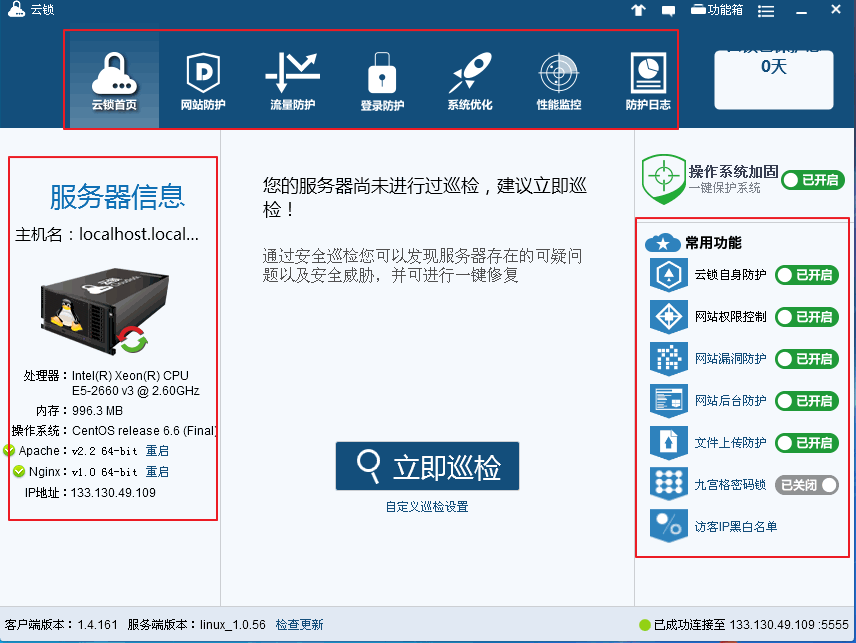 云锁
功能箱
云锁首页
网站防护
流量防护
登录防护
系统优化
性能监控
防护日志
0天
服务器信息
主机名：localhost.local...
处理器：Intel(R) Xeon(R) CPU
E5-2660 v3 @ 2.60GHz
内存：996.3 MB
操作系统：CentOS release 6.6 (Final)
Apache：v2.2 64-bit 重启
Nginx：v1.0 64-bit 重启
IP地址：133.130.49.109
您的服务器尚未进行过巡检，建议立即巡
检！
通过安全巡检您可以发现服务器存在的可疑问
题以及安全威胁，并可进行一键修复
立即巡检
自定义巡检设置
操作系统加固
一键保护系统
已开启
常用功能
云锁自身防护 已开启
网站权限控制 已开启
网站漏洞防护 已开启
网站后台防护 已开启
文件上传防护 已开启
九宫格密码锁 已关闭
访客IP黑白名单
客户端版本：1.4.161 服务端版本：linux_1.0.56 检查更新
已成功连接至 133.130.49.109 :5555